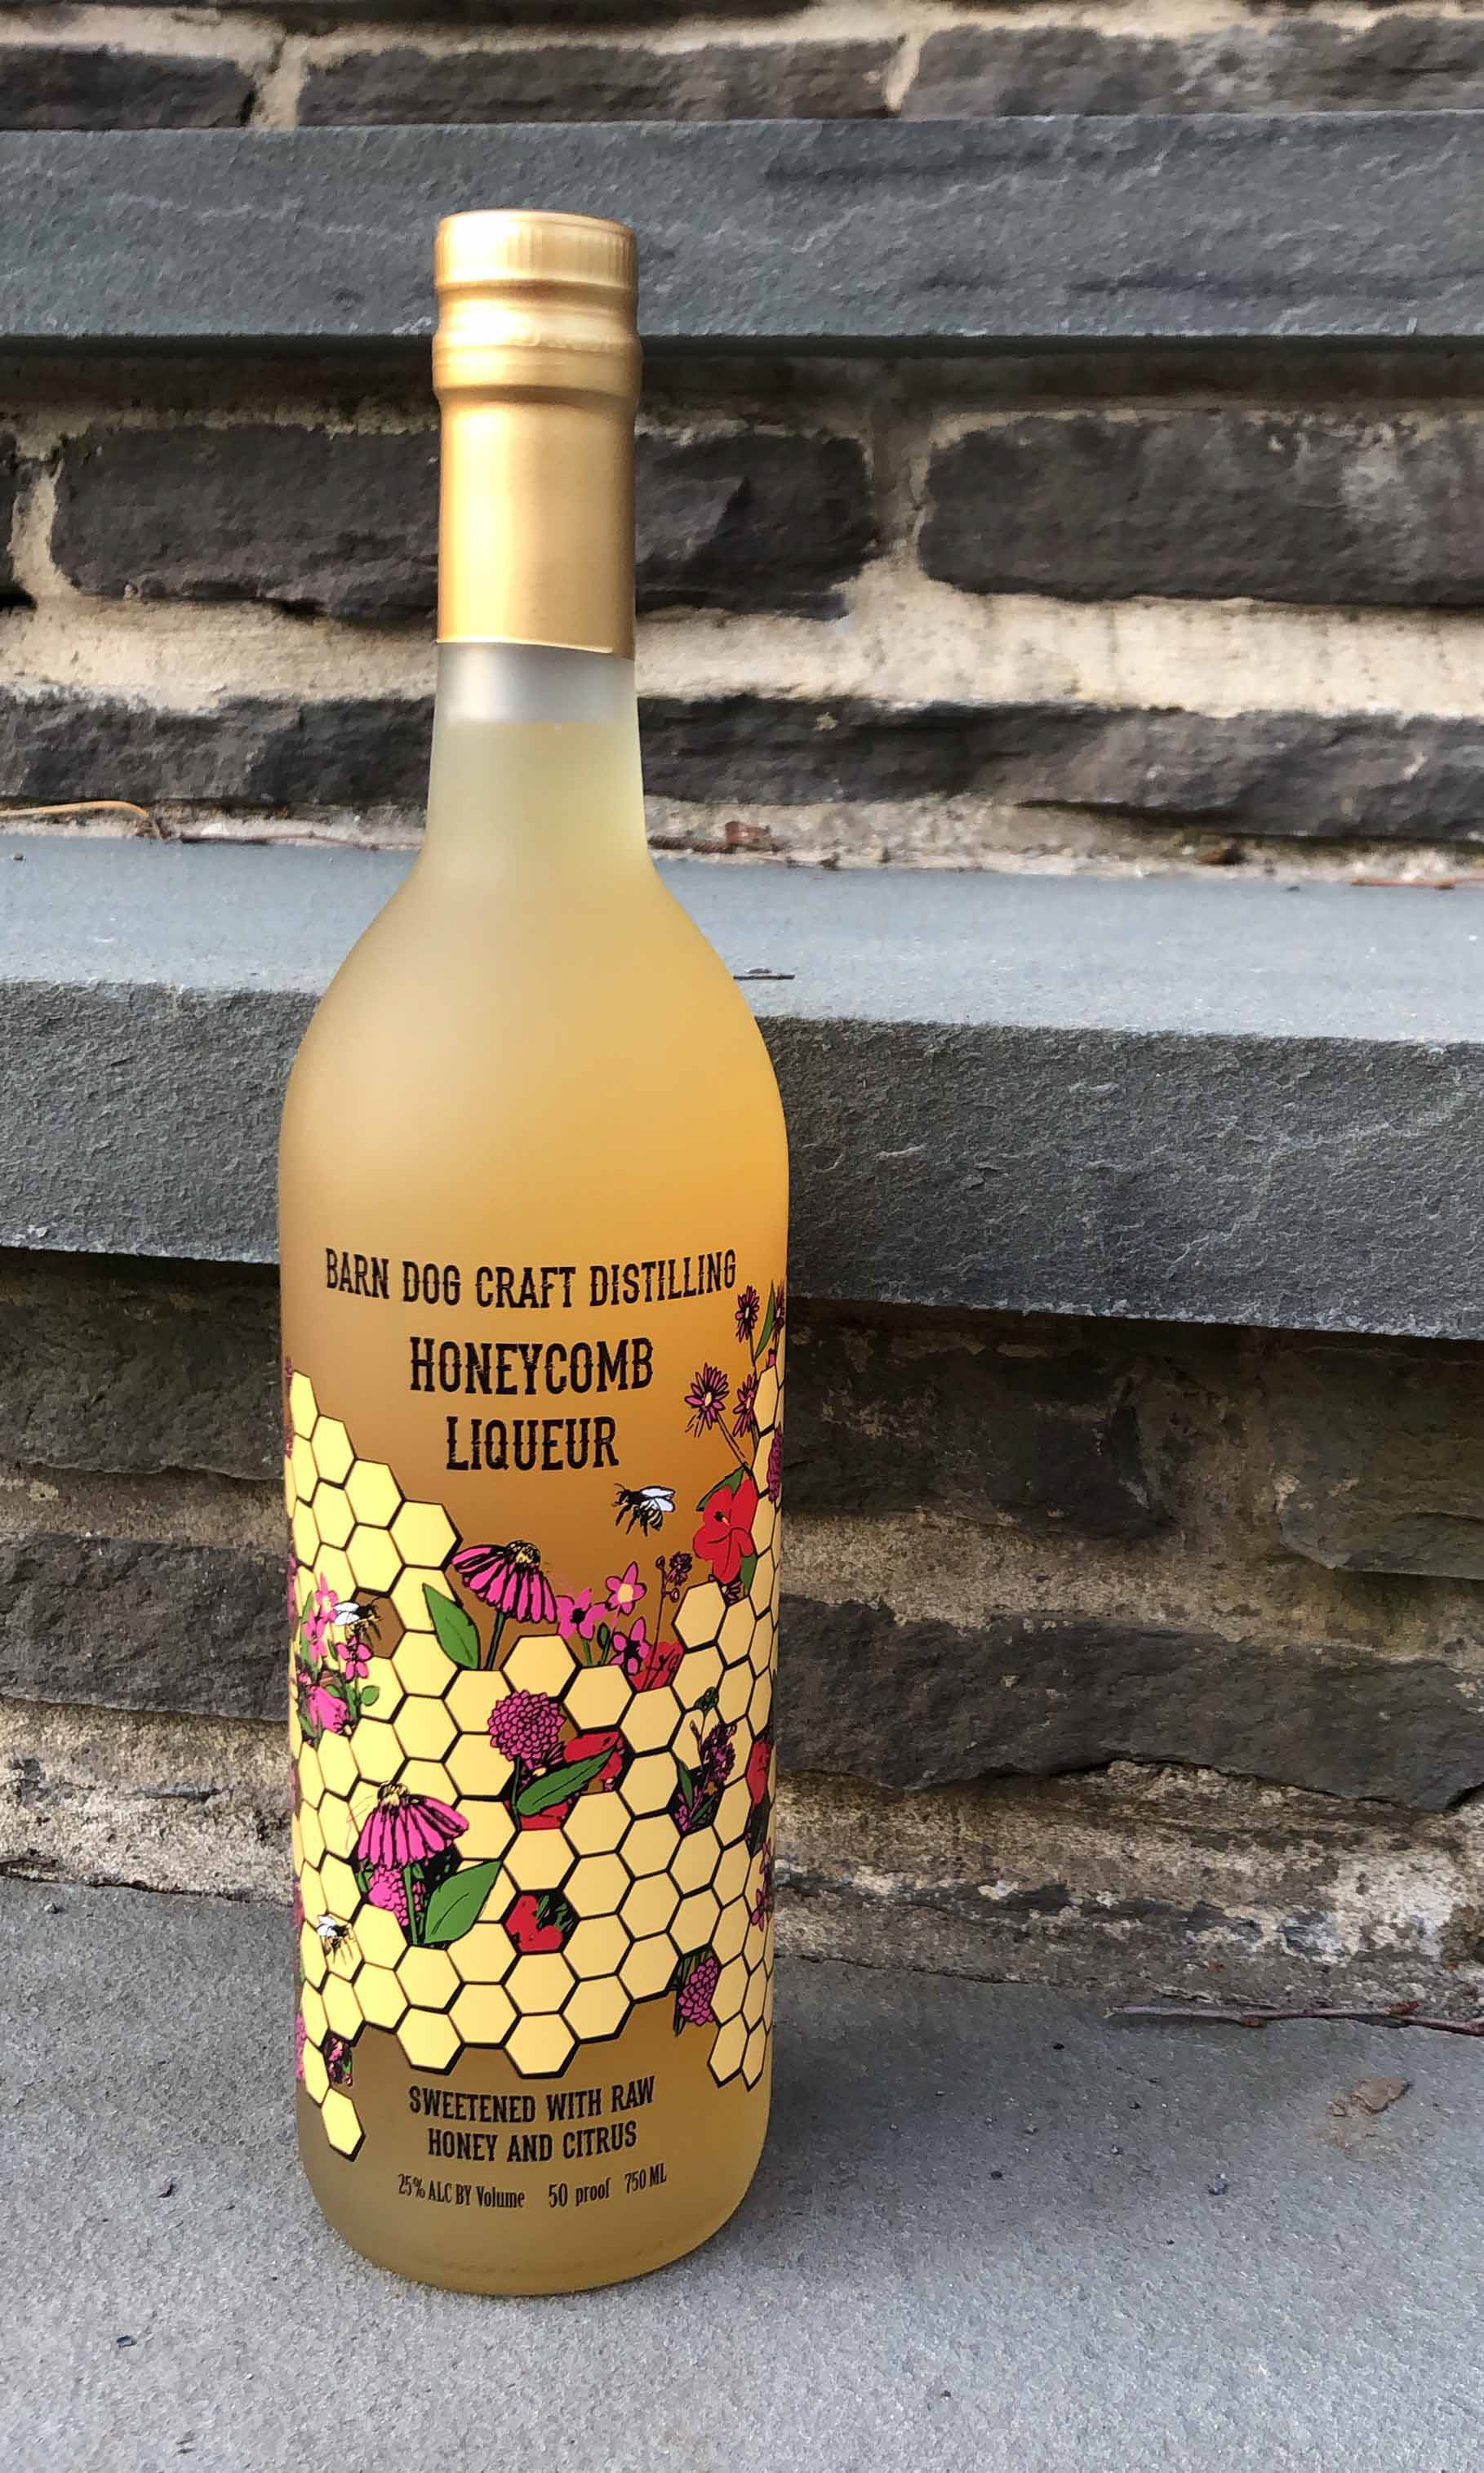 BARN DOG CRAFT DISTILLING
HONEYCOMB
LIQUEUR
SWEETENED WITH RAW
HONEY AND CITRUS
25% ALC BY Volume 50 proof 750 ML